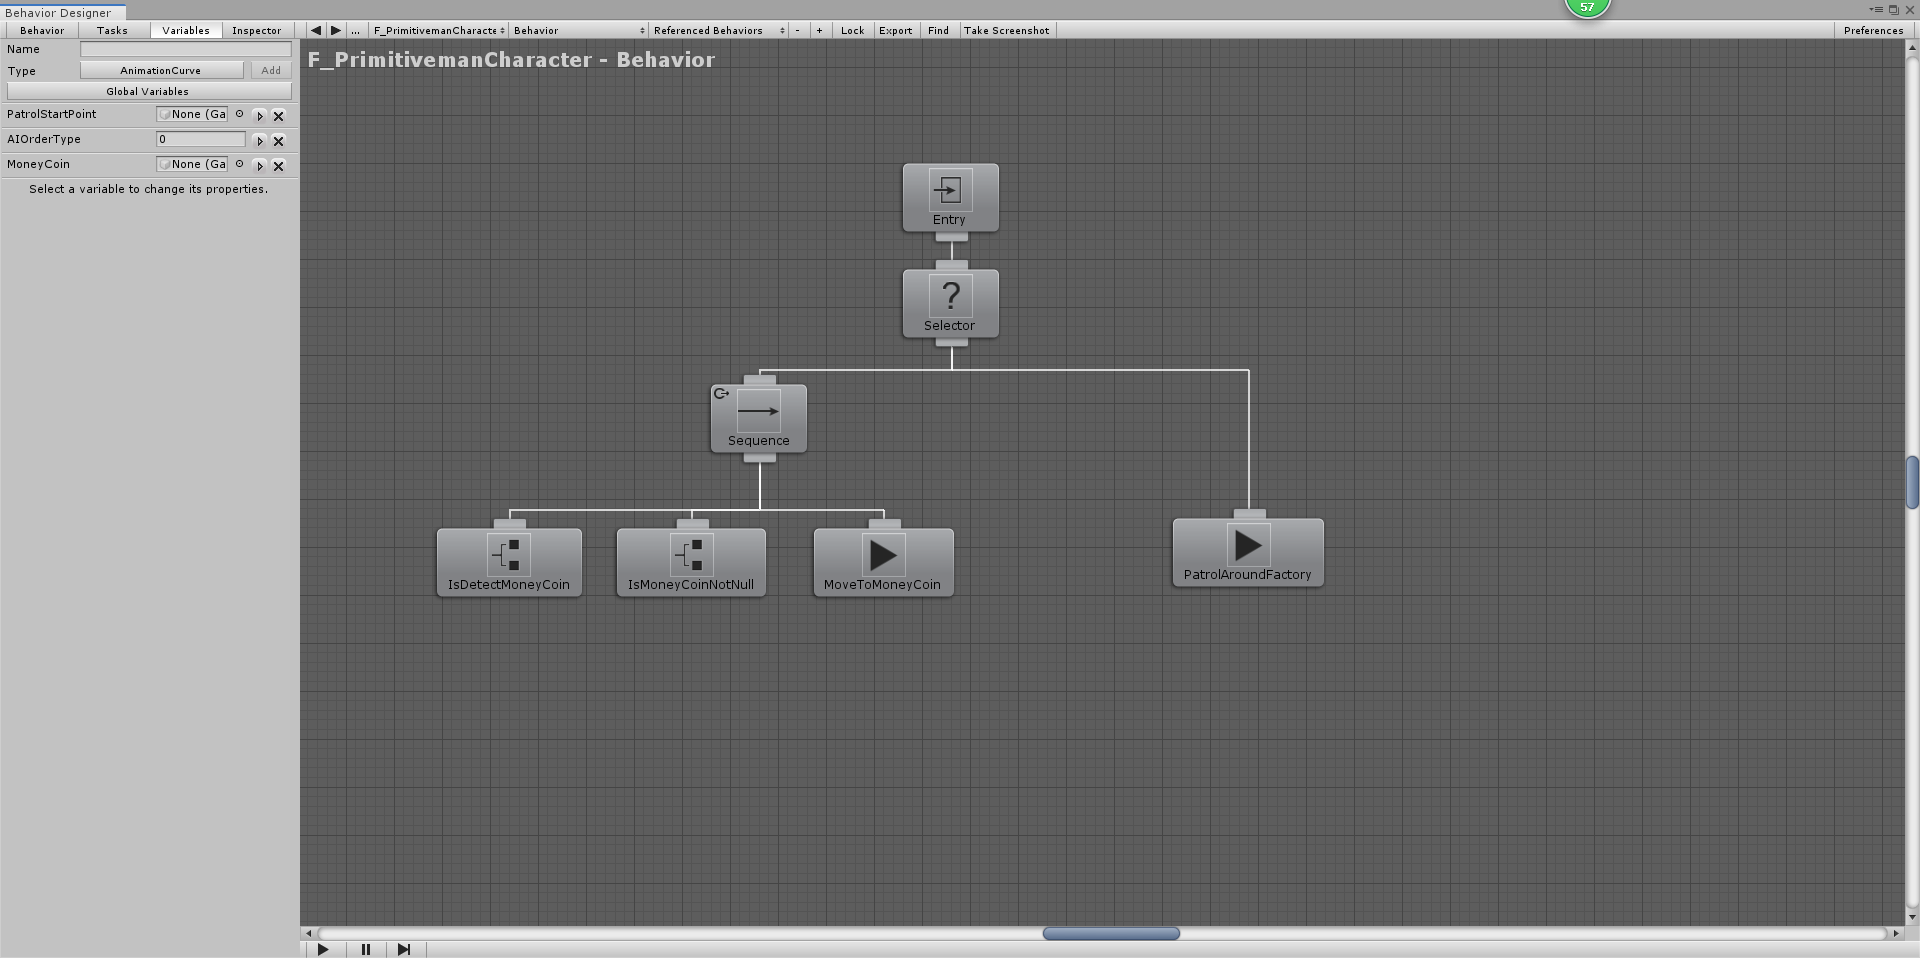 Behavior Designer
57
Behavior Tasks Variables Inspector ... F_PrimitivemanCharacte Behavior Referenced Behaviors - + Lock Export Find Take Screenshot Preferences
Name
Type AnimationCurve Add
Global Variables
PatrolStartPoint None (Ga
AIOrderType 0
MoneyCoin None (Ga
Select a variable to change its properties.
F_PrimitivemanCharacter - Behavior
Entry
?
Selector
Sequence
IsDetectMoneyCoin IsMoneyCoinNotNull MoveToMoneyCoin PatrolAroundFactory